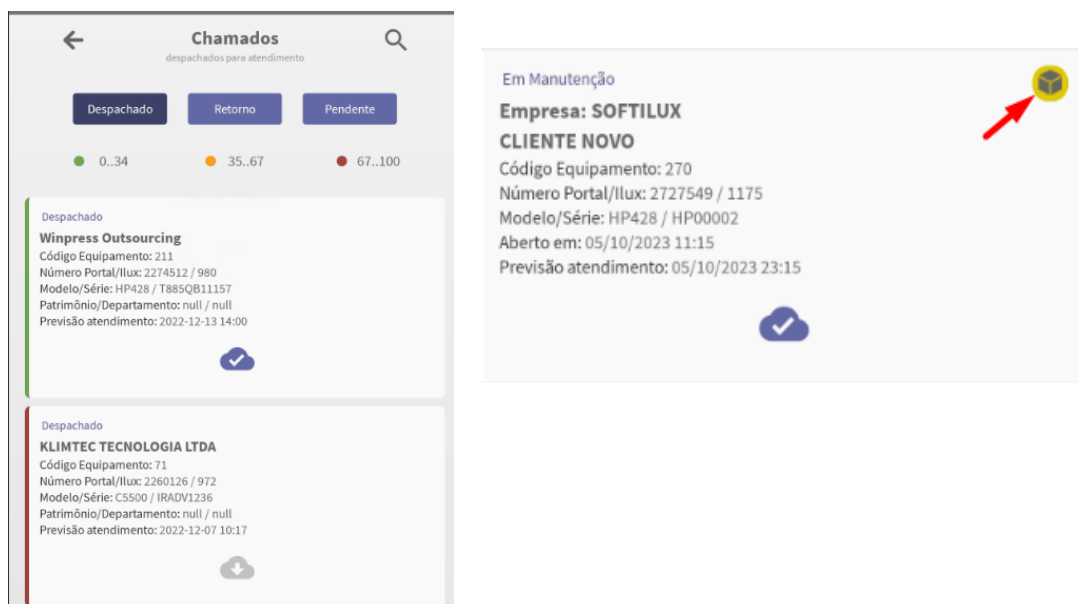 Chamados
despachados para atendimento
Despachado
Retorno
Pendente
0..34
35..67
67..100
Despachado
Winpress Outsourcing
Código Equipamento: 211
Número Portal/Ilux: 2274512 / 980
Modelo/Série: HP428 / T885QB11157
Patrimônio/Departamento: null / null
Previsão atendimento: 2022-12-13 14:00
Despachado
KLIMTEC TECNOLOGIA LTDA
Código Equipamento: 71
Número Portal/Ilux: 2260126 / 972
Modelo/Série: C5500 / IRADV1236
Patrimônio/Departamento: null / null
Previsão atendimento: 2022-12-07 10:17
Em Manutenção
Empresa: SOFTILUX
CLIENTE NOVO
Código Equipamento: 270
Número Portal/Ilux: 2727549 / 1175
Modelo/Série: HP428 / HP00002
Aberto em: 05/10/2023 11:15
Previsão atendimento: 05/10/2023 23:15